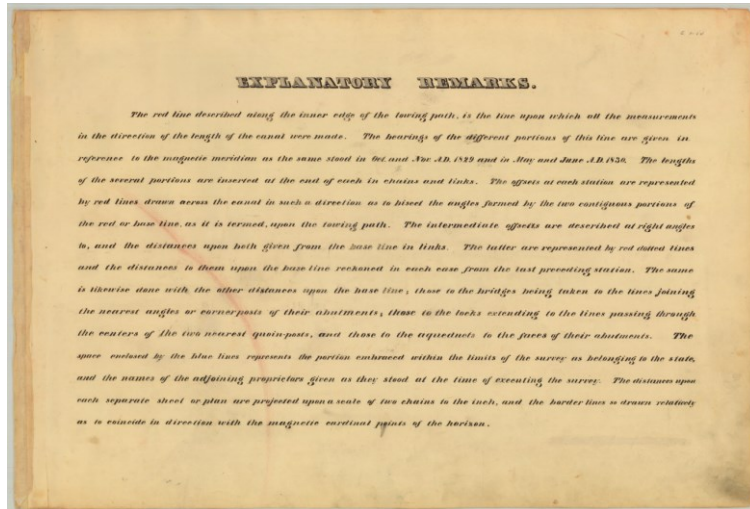 EXPLANATORY REMARKS.
The red line described along the inner edge of the towing path, is the line upon which all the measurements
in the direction of the length of the canal were made. The bearings of the different portions of this line are given in
reference to the magnetic meridian as the same stood in Oct. and Nov. A.D. 1829 and in May and June A.D. 1830. The lengths
of the several portions are inserted at the end of each in chains and links. The offsets at each station are represented
by red lines drawn across the canal in such a direction as to bisect the angles formed by the two contiguous portions of
the red or base line, as it is termed, upon the towing path. The intermediate offsets are described at right angles
to, and the distances upon both given from the base line in links. The latter are represented by red dotted lines
and the distances to them upon the base line reckoned in each case from the last preceding station. The same
is likewise done with the other distances upon the base line; those to the bridges being taken to the lines joining
the nearest angles or corner posts of their abutments; those to the locks extending to the lines passing through
the centers of the two nearest quoin-posts, and those to the aqueducts to the faces of their abutments. The
space enclosed by the blue lines represents the portion embraced within the limits of the survey as belonging to the state,
and the names of the adjoining proprietors given as they stood at the time of executing the survey. The distances upon
each separate sheet or plan are projected upon a scale of two chains to the inch, and the border lines so drawn relatively
as to coincide in direction with the magnetic cardinal points of the horizon.